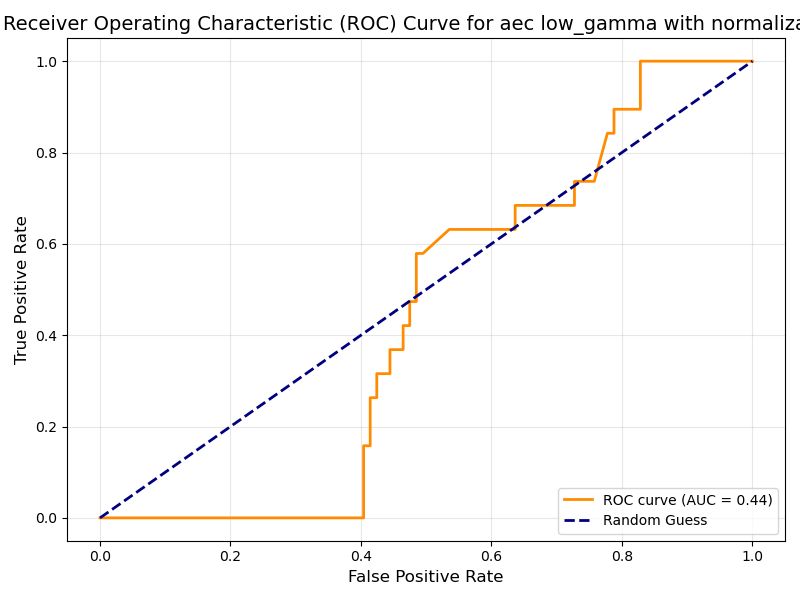 Receiver Operating Characteristic (ROC) Curve for aec low_gamma with normaliza
1.0
0.8
0.6
0.4
0.2
0.0
True Positive Rate
ROC curve (AUC = 0.44)
Random Guess
0.0 0.2 0.4 0.6 0.8 1.0
False Positive Rate